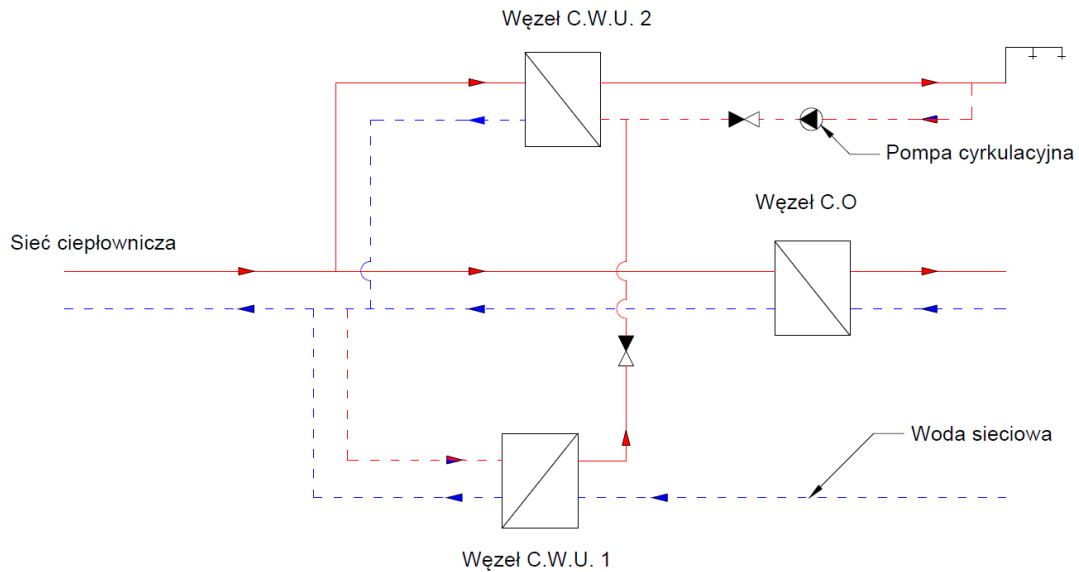 Węzeł C.W.U. 2
Pompa cyrkulacyjna
Węzeł C.O
Sieć ciepłownicza
Woda sieciowa
Węzeł C.W.U. 1